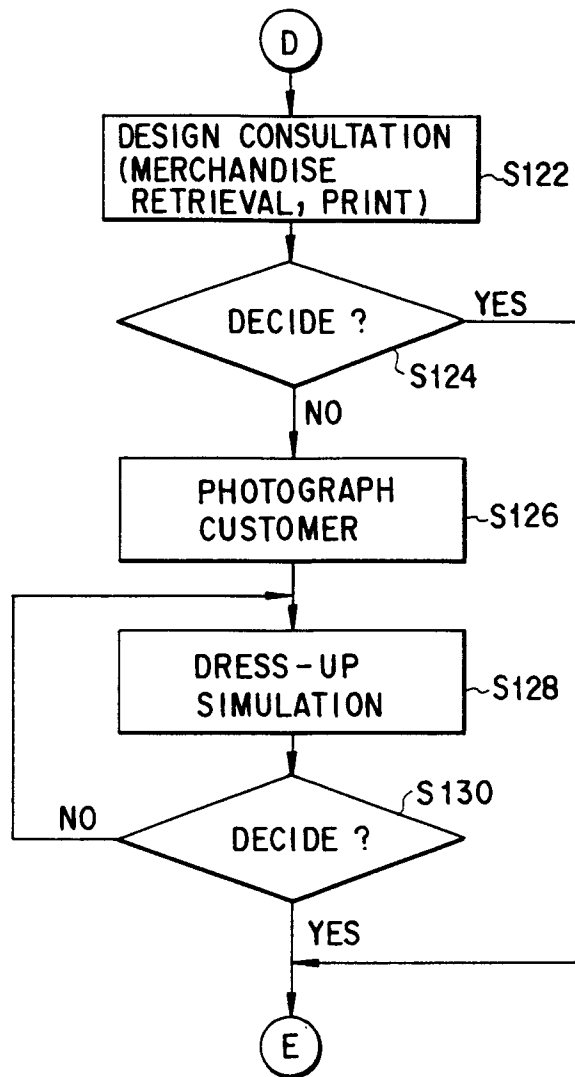 D
DESIGN CONSULTATION
(MERCHANDISE
RETRIEVAL, PRINT)
S122
DECIDE ?
YES
S124
NO
PHOTOGRAPH
CUSTOMER
S126
DRESS-UP
SIMULATION
S128
S130
NO
DECIDE ?
YES
E